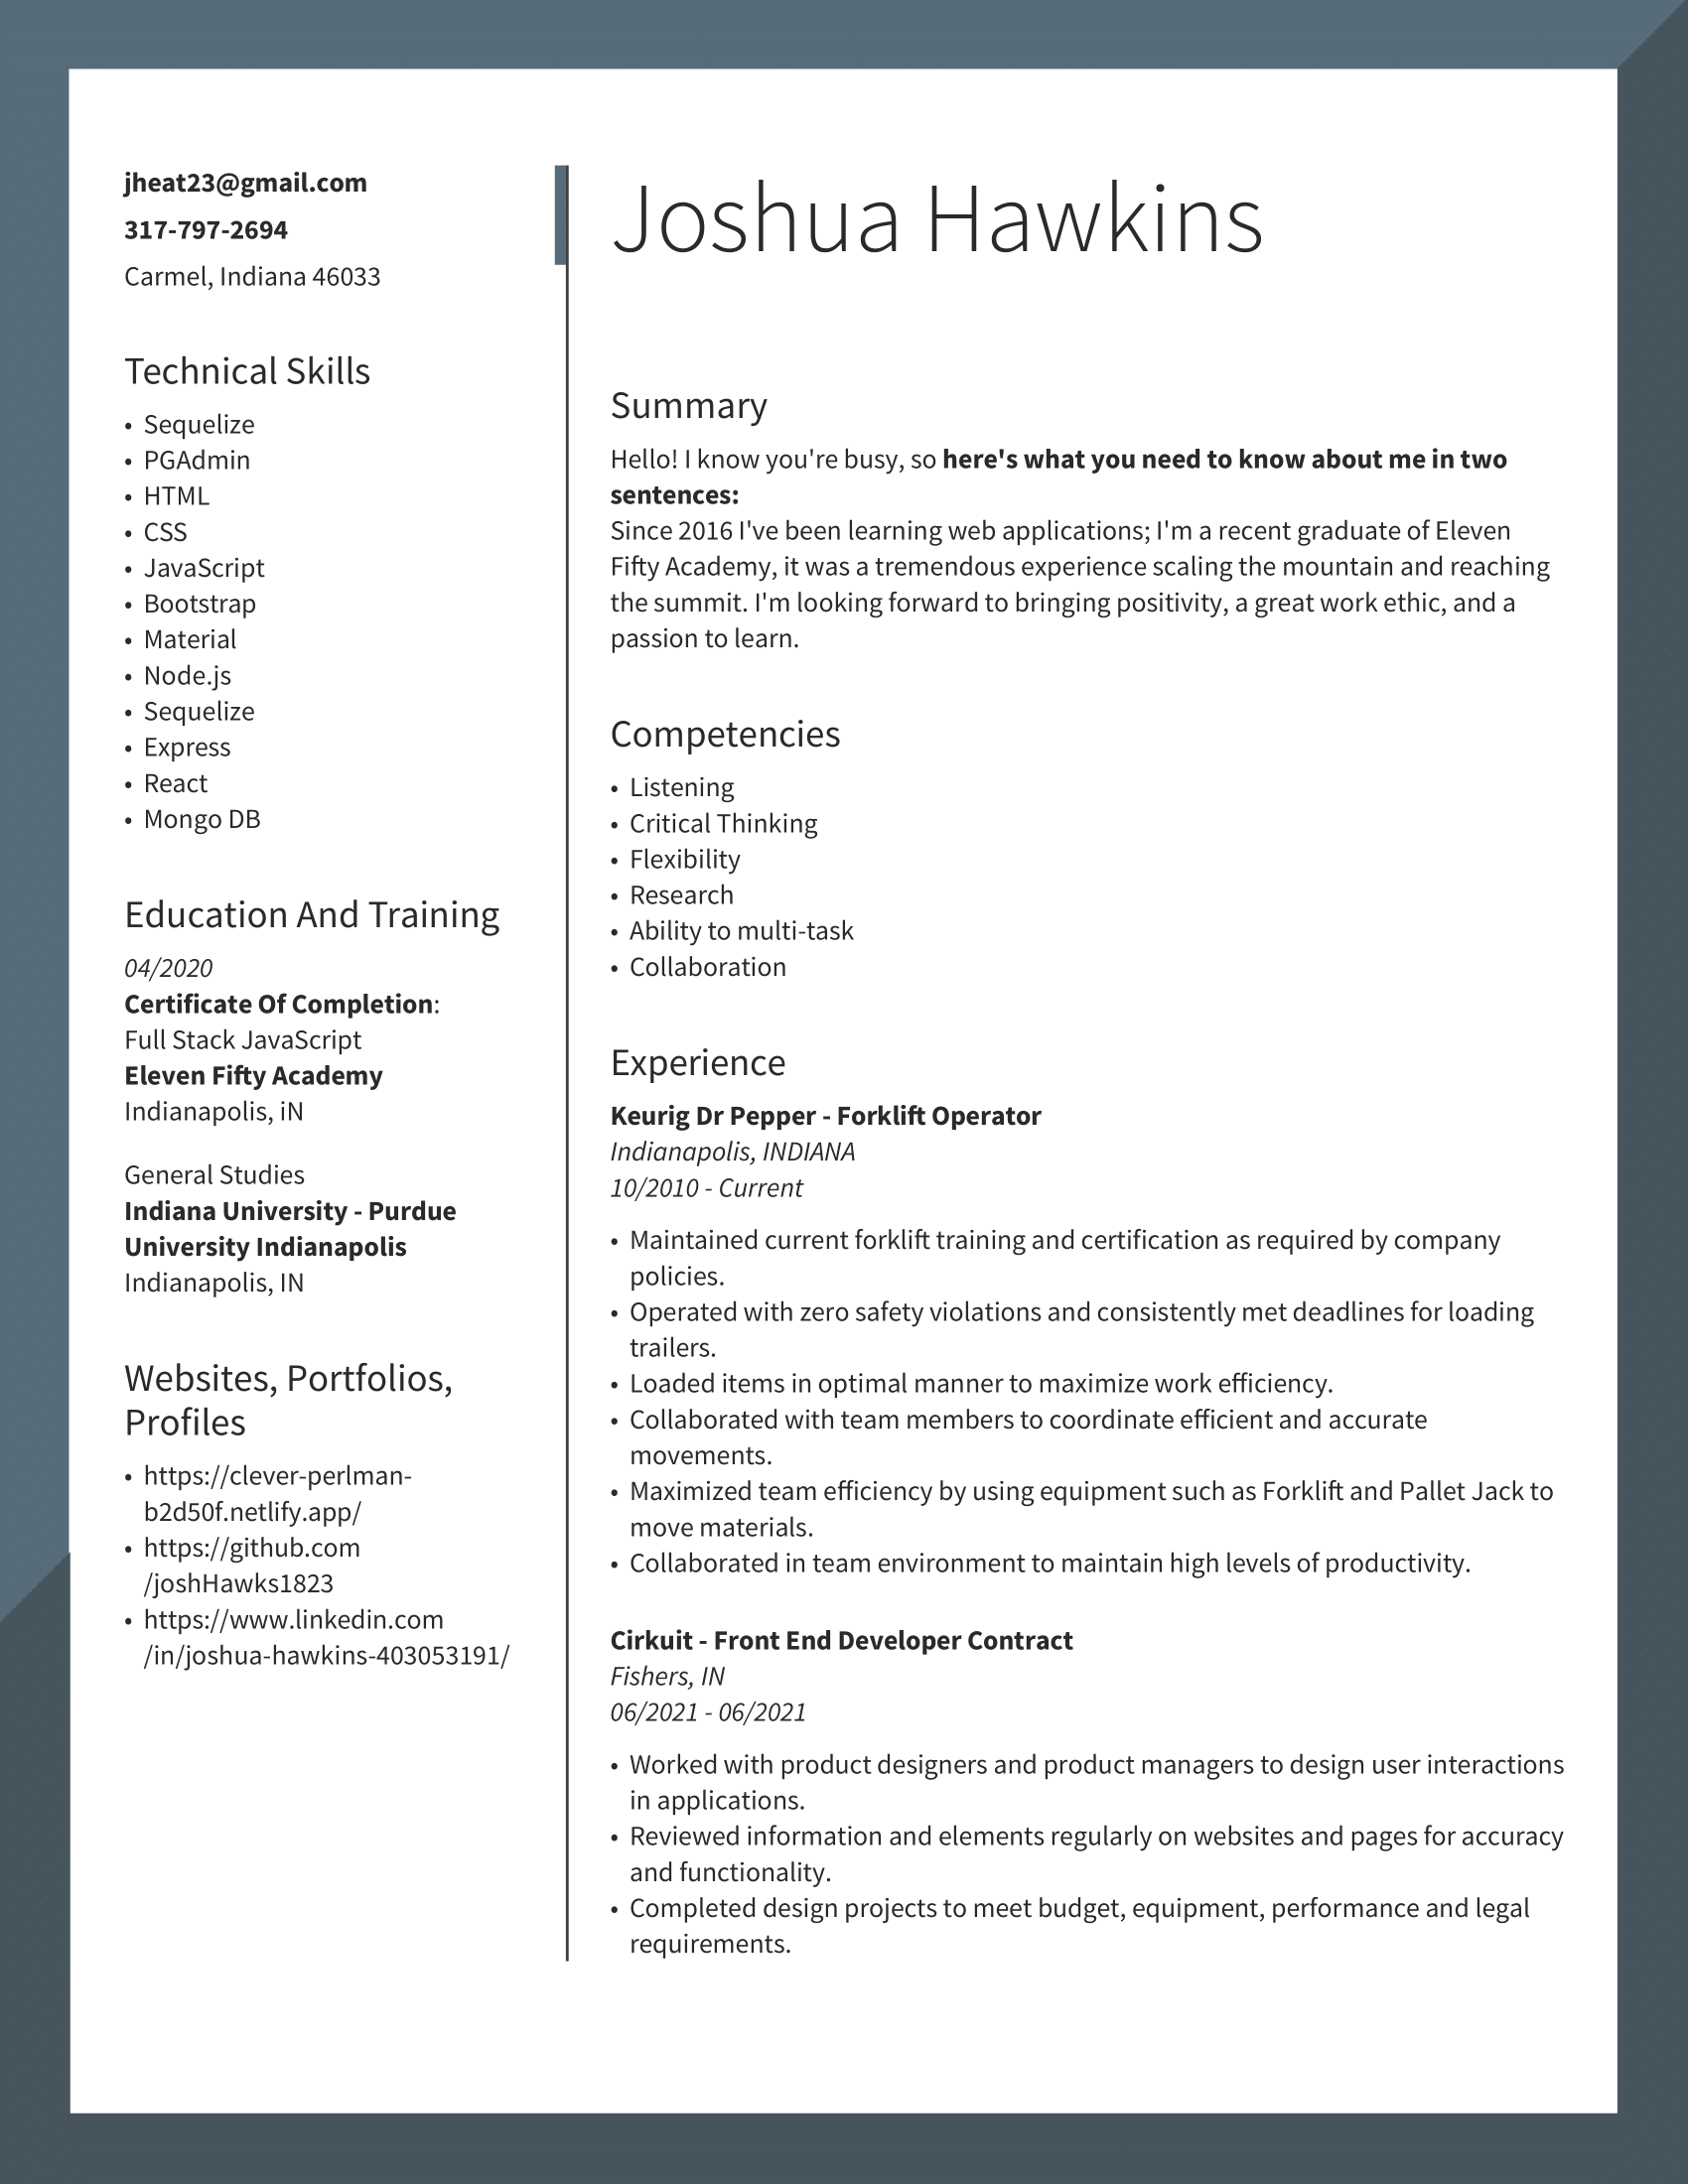 jheat23@gmail.com
317-797-2694
Carmel, Indiana 46033
Technical Skills
• Sequelize
• PGAdmin
• HTML
• CSS
• JavaScript
• Bootstrap
• Material
• Node.js
• Sequelize
• Express
• React
• Mongo DB
Education And Training
04/2020
Certificate Of Completion:
Full Stack JavaScript
Eleven Fifty Academy
Indianapolis, iN
General Studies
Indiana University - Purdue
University Indianapolis
Indianapolis, IN
Websites, Portfolios,
Profiles
• https://clever-perlman-
b2d50f.netlify.app/
• https://github.com
/joshHawks1823
• https://www.linkedin.com
/in/joshua-hawkins-403053191/
Joshua Hawkins
Summary
Hello! I know you're busy, so here's what you need to know about me in two
sentences:
Since 2016 I've been learning web applications; I'm a recent graduate of Eleven
Fifty Academy, it was a tremendous experience scaling the mountain and reaching
the summit. I'm looking forward to bringing positivity, a great work ethic, and a
passion to learn.
Competencies
• Listening
• Critical Thinking
• Flexibility
• Research
• Ability to multi-task
• Collaboration
Experience
Keurig Dr Pepper - Forklift Operator
Indianapolis, INDIANA
10/2010 - Current
• Maintained current forklift training and certification as required by company
policies.
• Operated with zero safety violations and consistently met deadlines for loading
trailers.
• Loaded items in optimal manner to maximize work efficiency.
• Collaborated with team members to coordinate efficient and accurate
movements.
• Maximized team efficiency by using equipment such as Forklift and Pallet Jack to
move materials.
• Collaborated in team environment to maintain high levels of productivity.
Cirkuit - Front End Developer Contract
Fishers, IN
06/2021 - 06/2021
• Worked with product designers and product managers to design user interactions
in applications.
• Reviewed information and elements regularly on websites and pages for accuracy
and functionality.
• Completed design projects to meet budget, equipment, performance and legal
requirements.